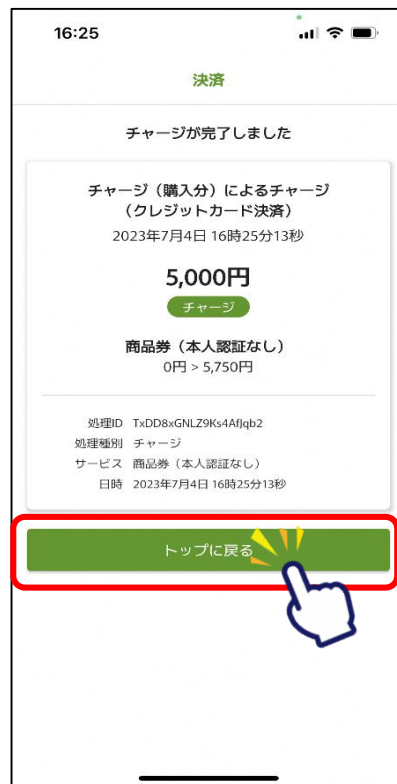 16:25
決済
チャージが完了しました
チャージ（購入分）によるチャージ
（クレジットカード決済）
2023年7月4日 16時25分13秒
5,000円
チャージ
商品券（本人認証なし）
0円 > 5,750円
処理ID TxDD8xGNLZ9Ks4AfJqb2
処理種別 チャージ
サービス 商品券（本人認証なし）
日時 2023年7月4日 16時25分13秒
トップに戻る